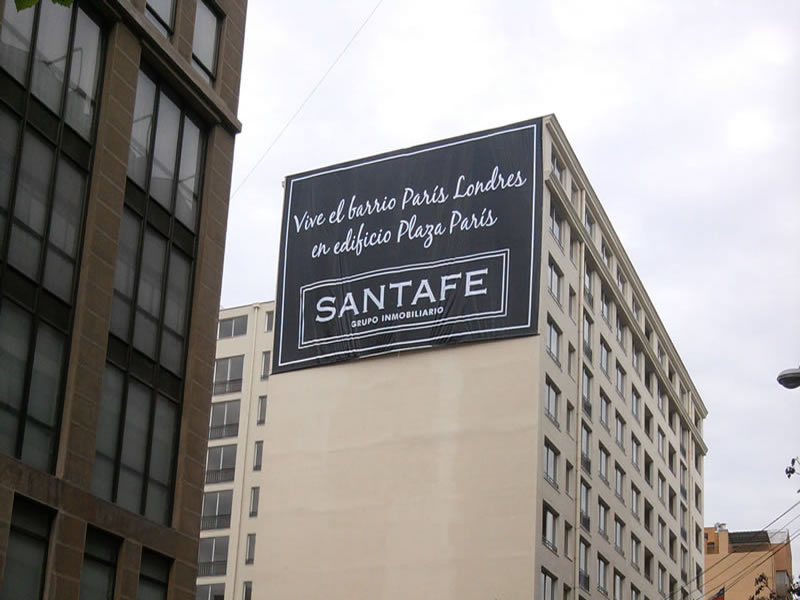 Vive el barrio París Londres
en edificio Plaza París
SANTAFE
GRUPO INMOBILIARIO